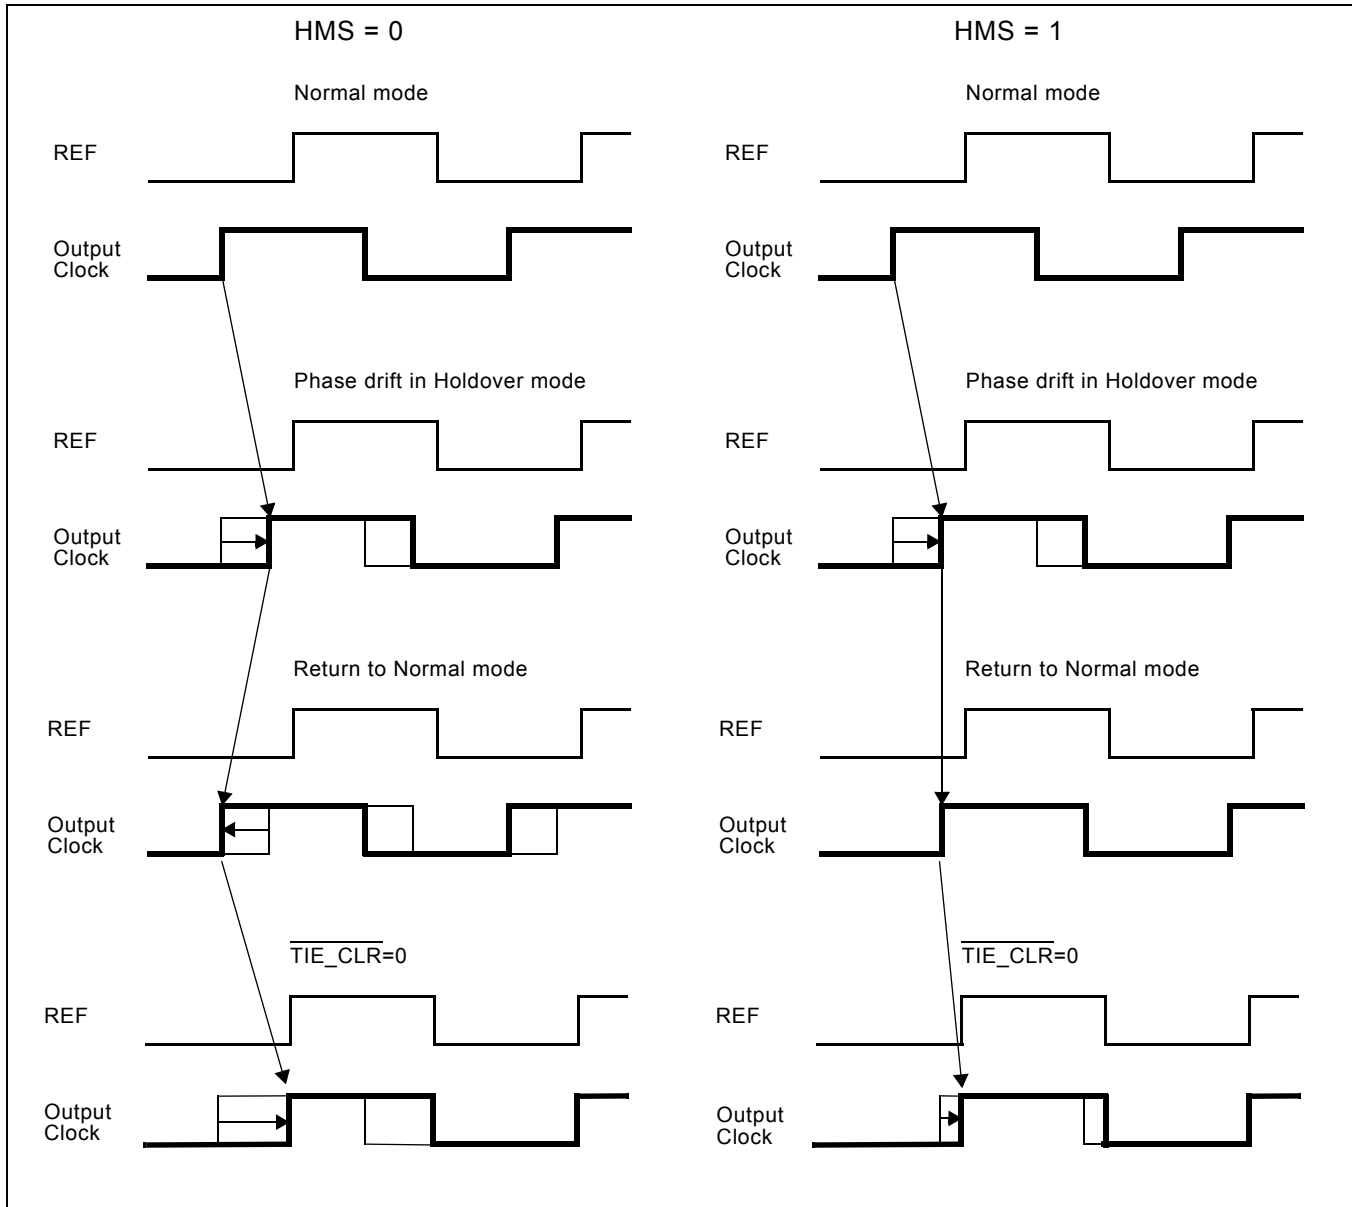 HMS = 0
Normal mode
REF
Output
Clock
Phase drift in Holover mode
REF
Output
Clock
Return to Normal mode
REF
Output
Clock
TIE_CLR=0
REF
Output
Clock
HMS = 1
Normal mode
REF
Output
Clock
Phase drift in Holdover mode
REF
Output
Clock
Return to Normal mode
REF
Output
Clock
TIE_CLR=0
REF
Output
Clock